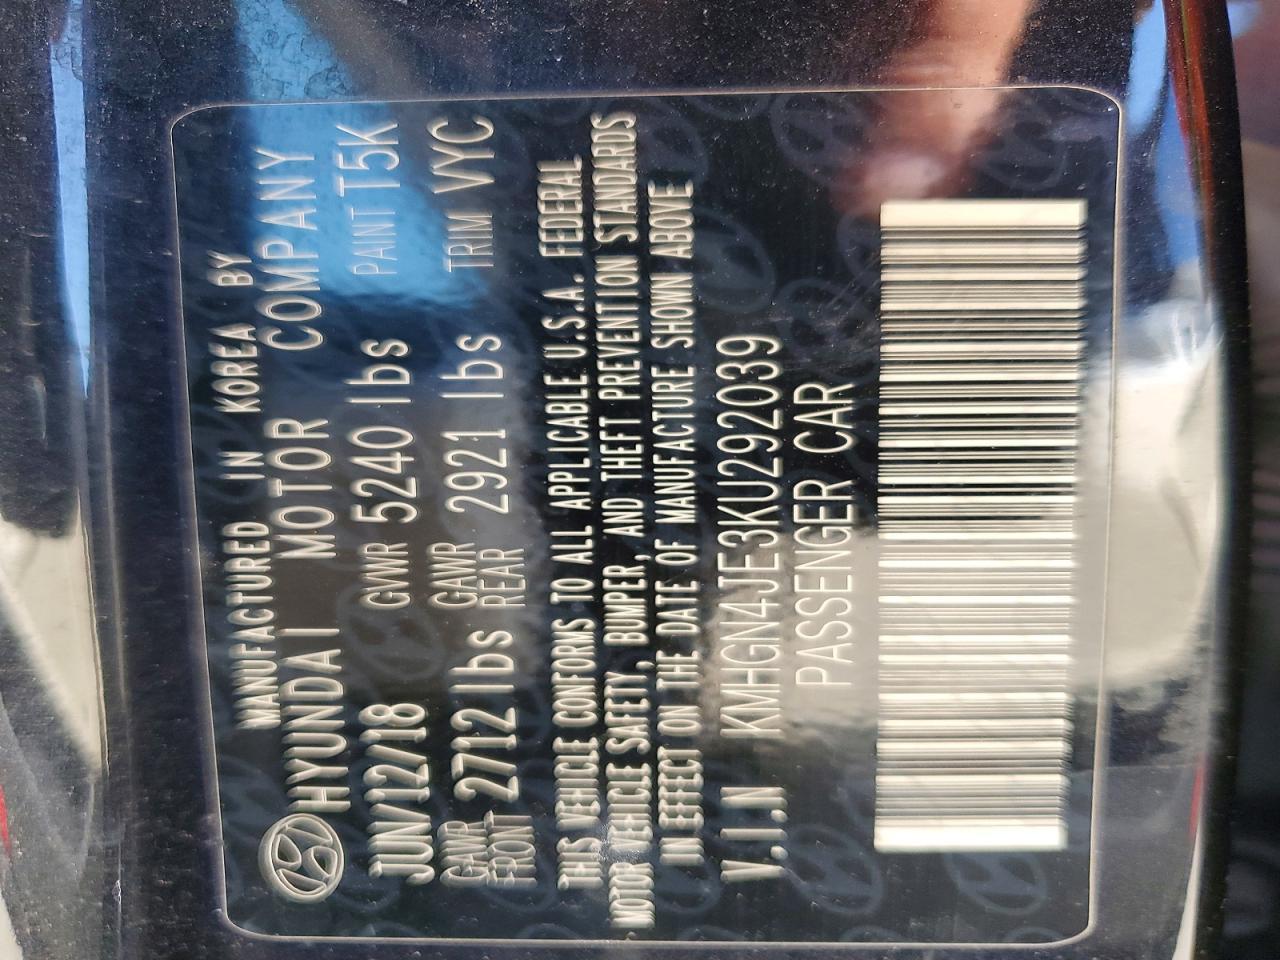 MANUFACTURED IN KOREA BY
HYUNDAI MOTOR COMPANY
JUN/12/18 GVWR 5240 lbs PAINT T5K
GAWR FRONT 2712 lbs GAWR REAR 2921 lbs TRIM VYC
THIS VEHICLE CONFORMS TO ALL APPLICABLE U.S.A. FEDERAL
MOTOR VEHICLE SAFETY, BUMPER, AND THEFT PREVENTION STANDARDS
IN EFFECT ON THE DATE OF MANUFACTURE SHOWN ABOVE
V.I.N KMHGN4JE3KU292039
PASSENGER CAR